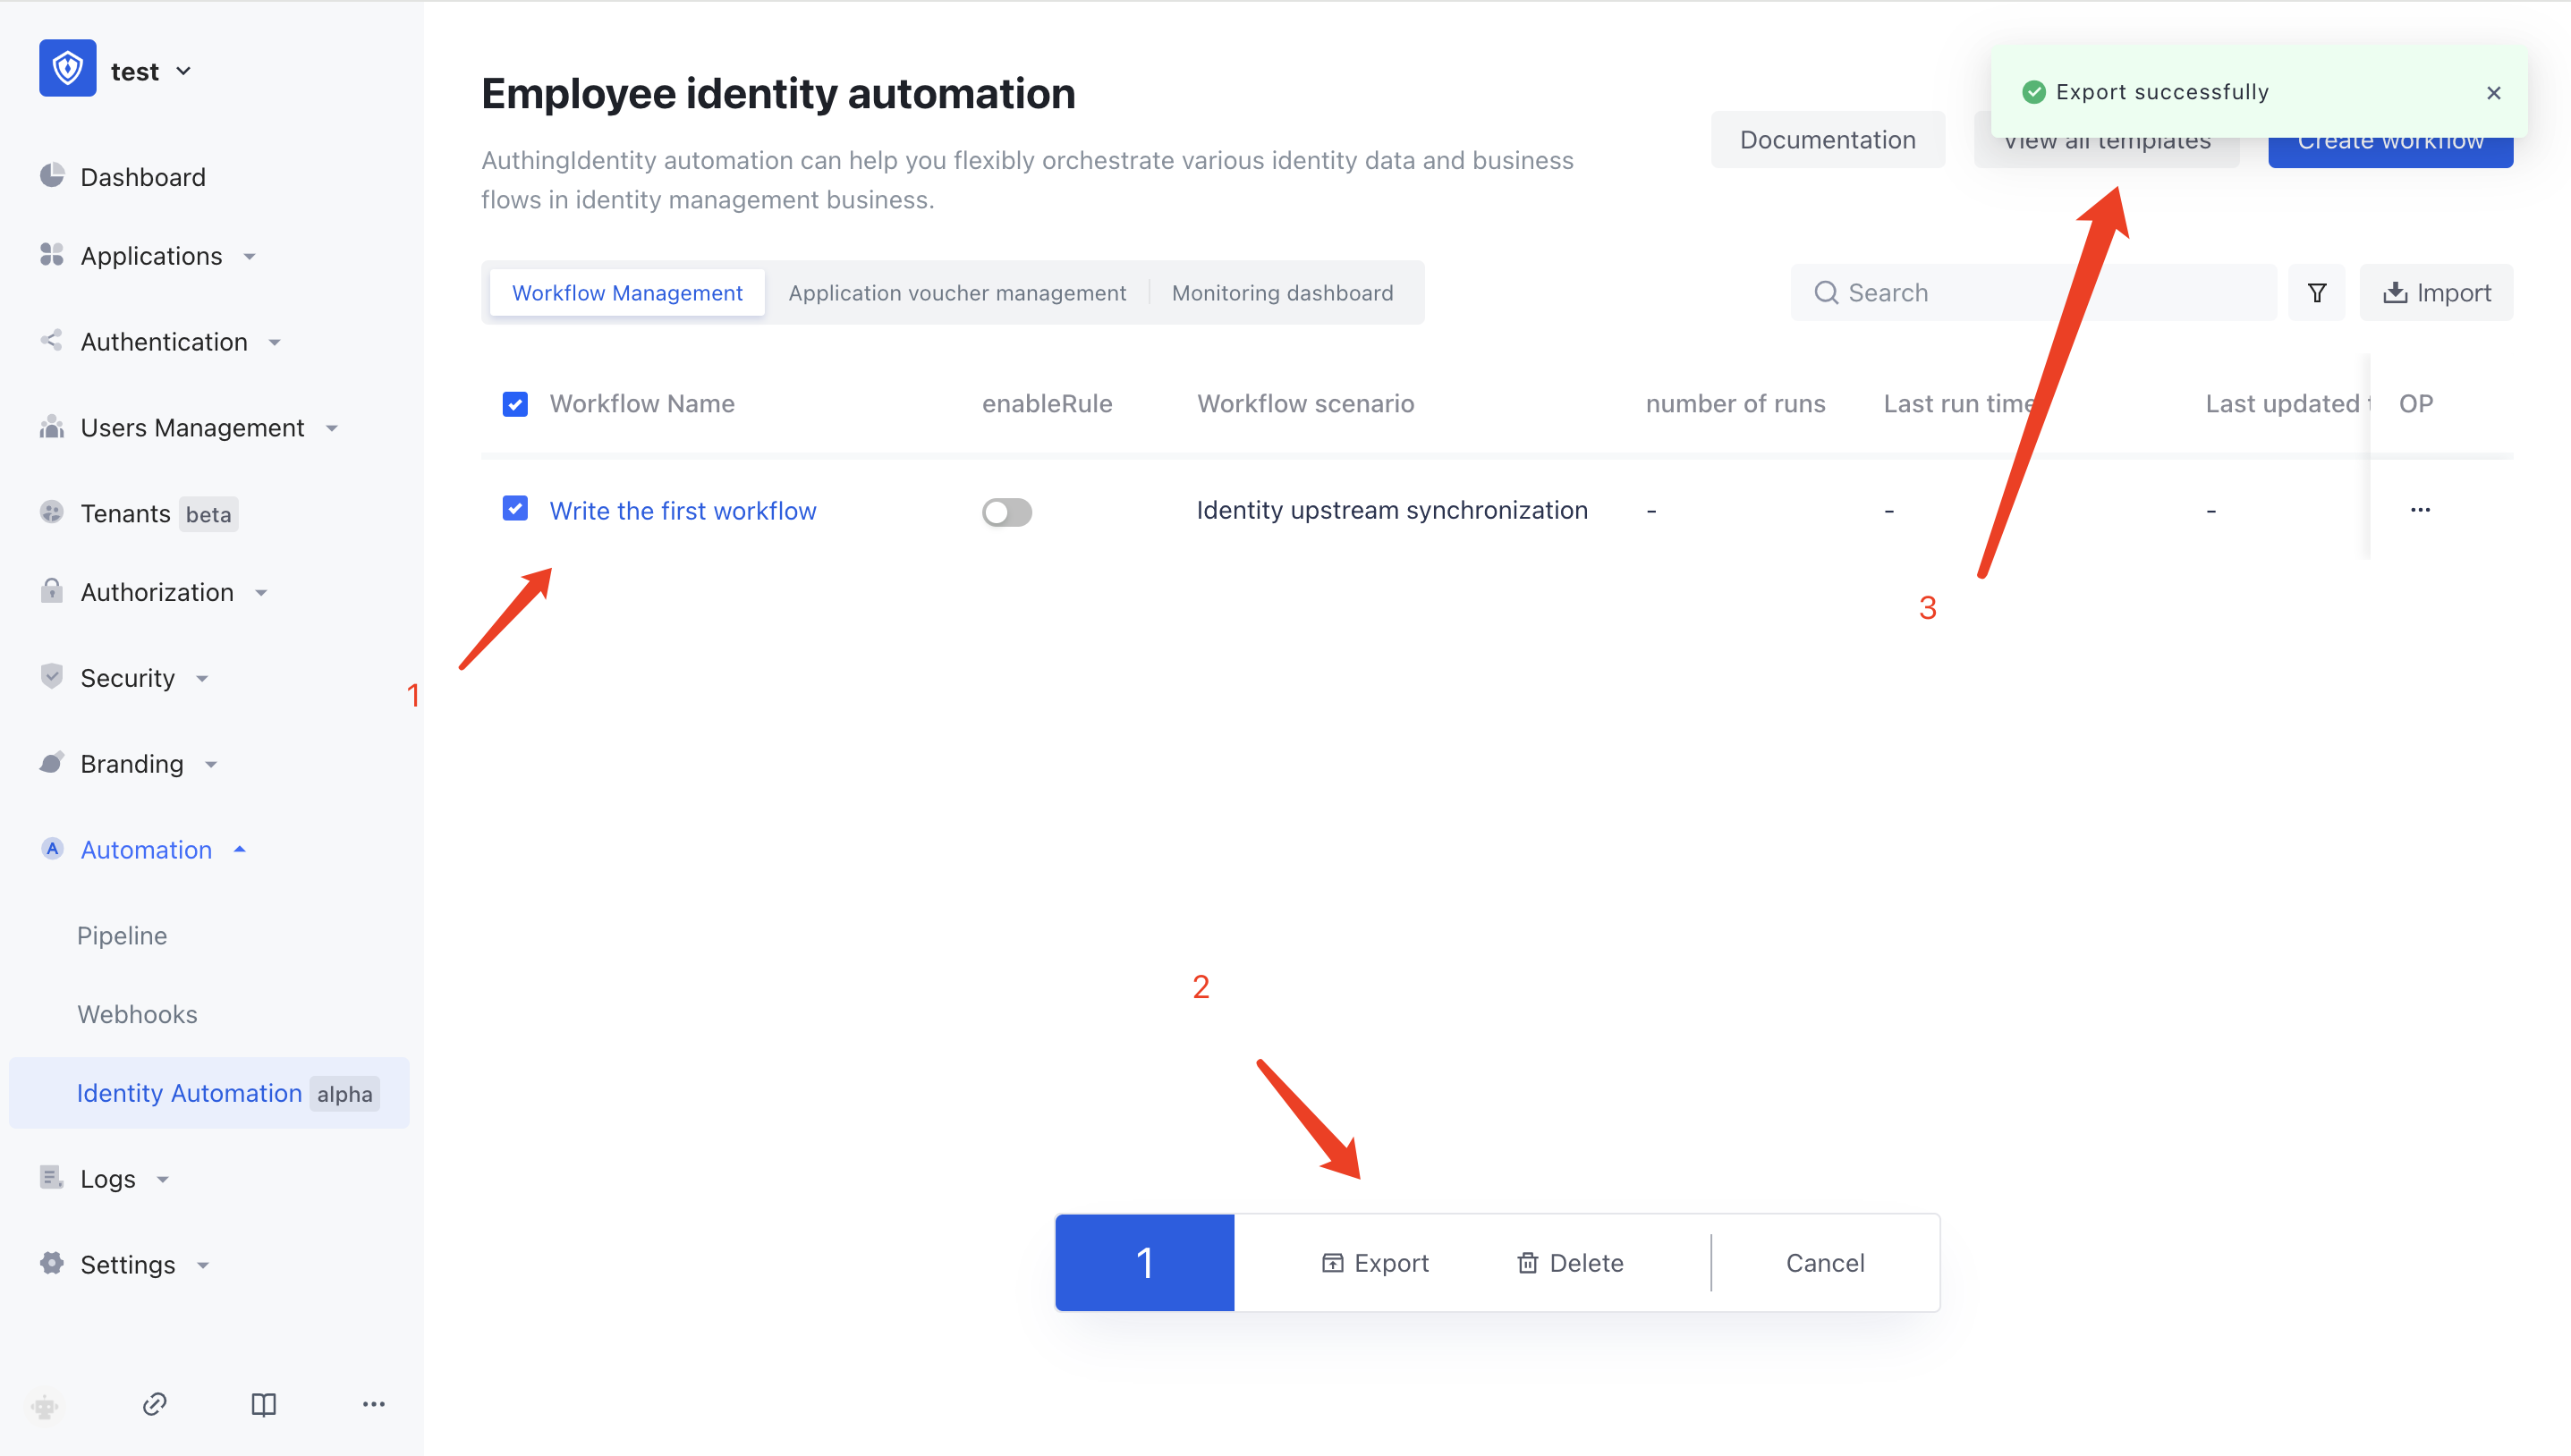 test
Dashboard
Applications
Authentication
Users Management
Tenants beta
Authorization
Security
Branding
A Automation
Pipeline
Webhooks
Identity Automation alpha
Logs
Settings
Employee identity automation
AuthingIdentity automation can help you flexibly orchestrate various identity data and business
flows in identity management business.
Documentation
View all templates
Create workflow
Export successfully
Workflow Management
Application voucher management
Monitoring dashboard
Search
Import
Workflow Name enableRule Workflow scenario number of runs Last run time Last updated OP
Write the first workflow Identity upstream synchronization - - - ...
1
3
2
1 Export Delete Cancel